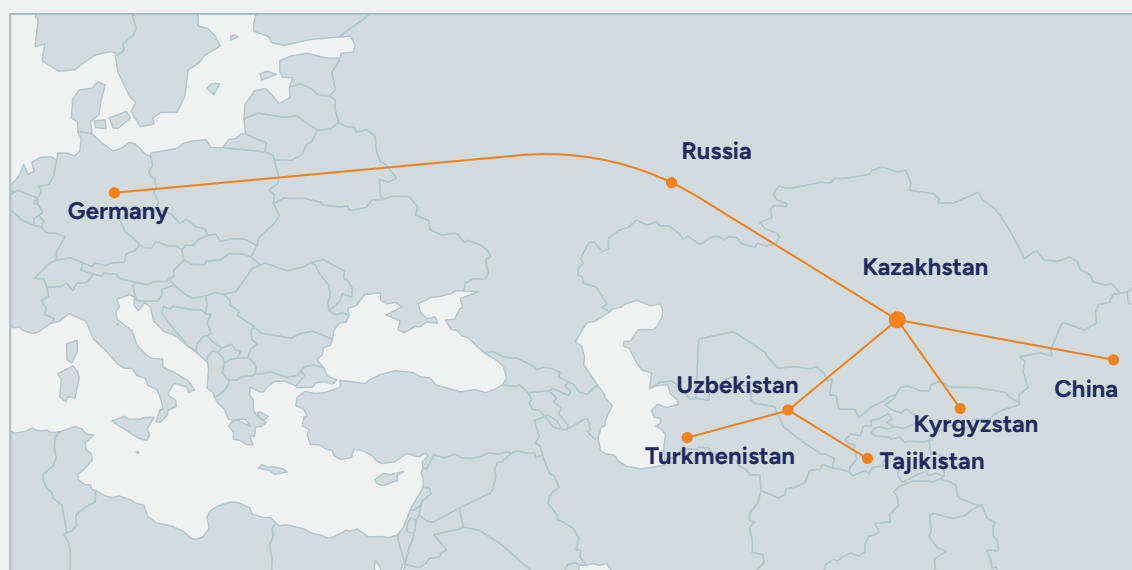 Russia
Germany
Kazakhstan
Uzbekistan
China
Kyrgyzstan
Turkmenistan
Tajikistan